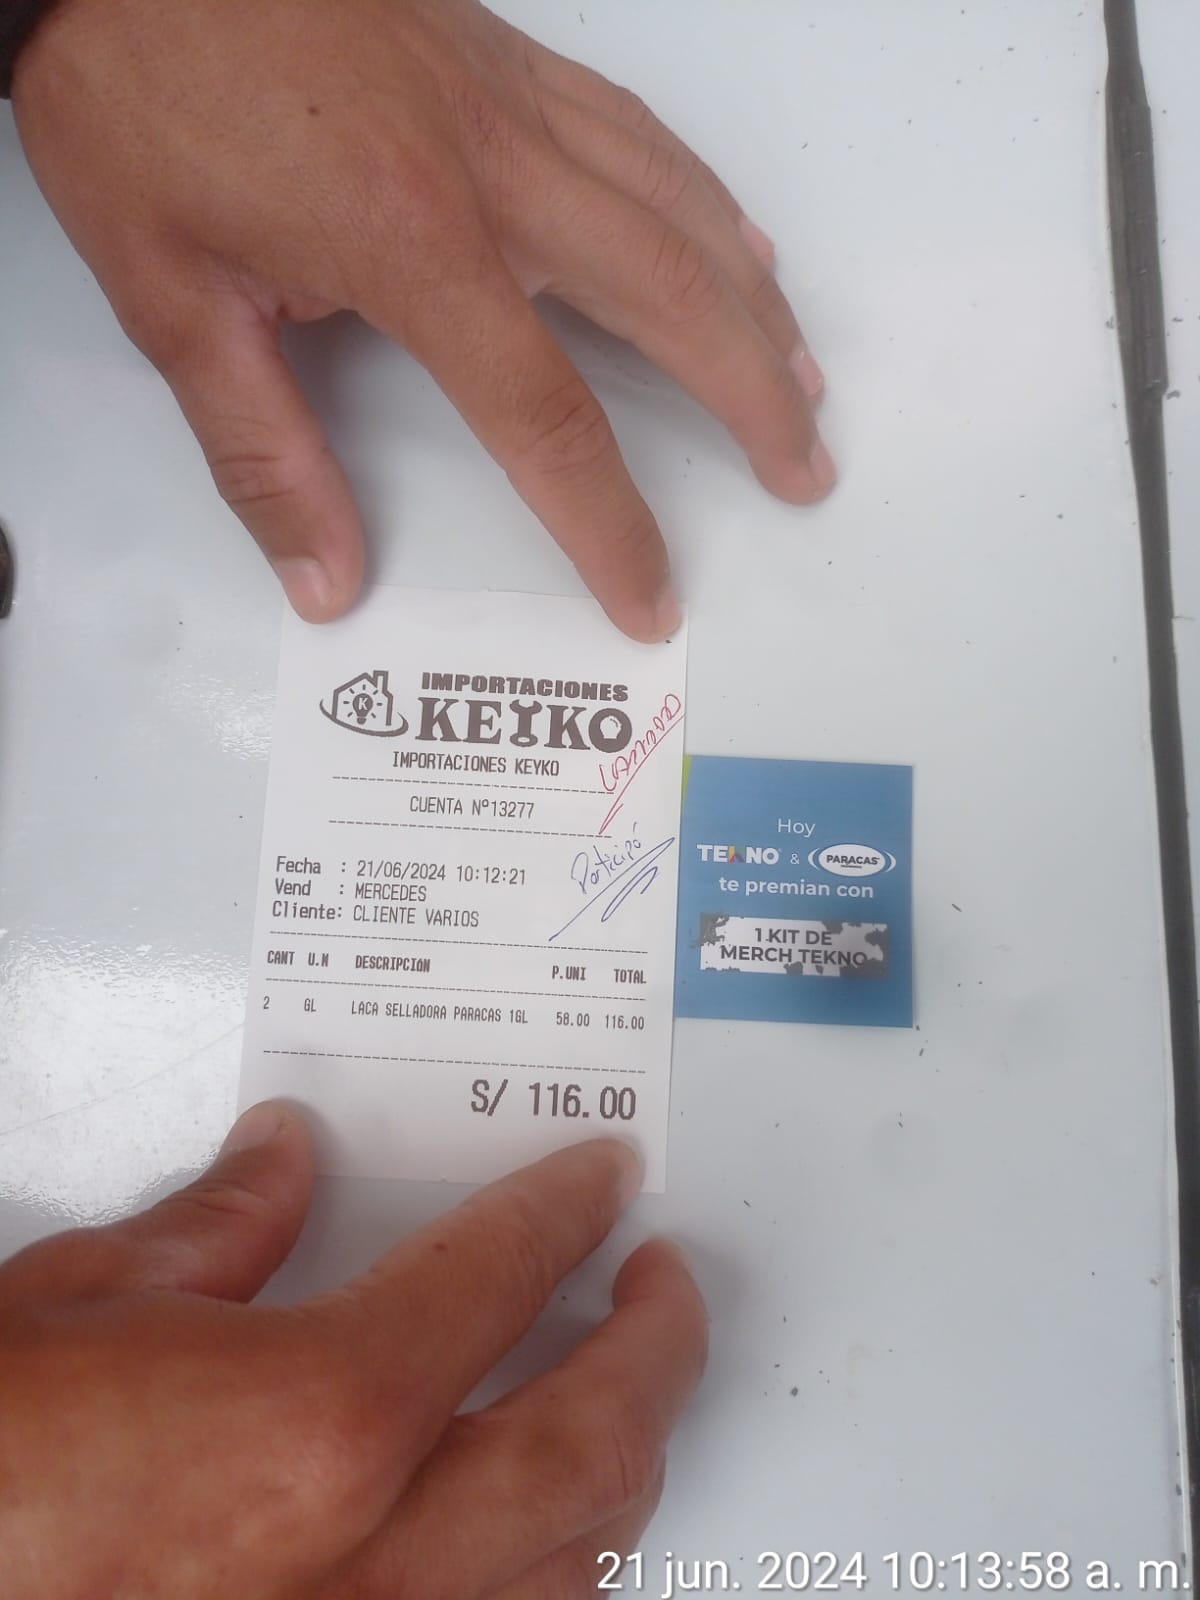 IMPORTACIONES
KEYKO
IMPORTACIONES KEYKO
CUENTA Nº13277
Participó
Fecha : 21/06/2024 10:12:21
Vend : MERCEDES
Cliente: CLIENTE VARIOS
CANT U.M DESCRIPCIÓN P.UNI TOTAL
2 GL LACA SELLADORA PARACAS 1GL 58.00 116.00
S/ 116.00
Hoy
TEKNO & PARACAS
te premian con
1 KIT DE
MERCH TEKNO
21 jun. 2024 10:13:58 a. m.